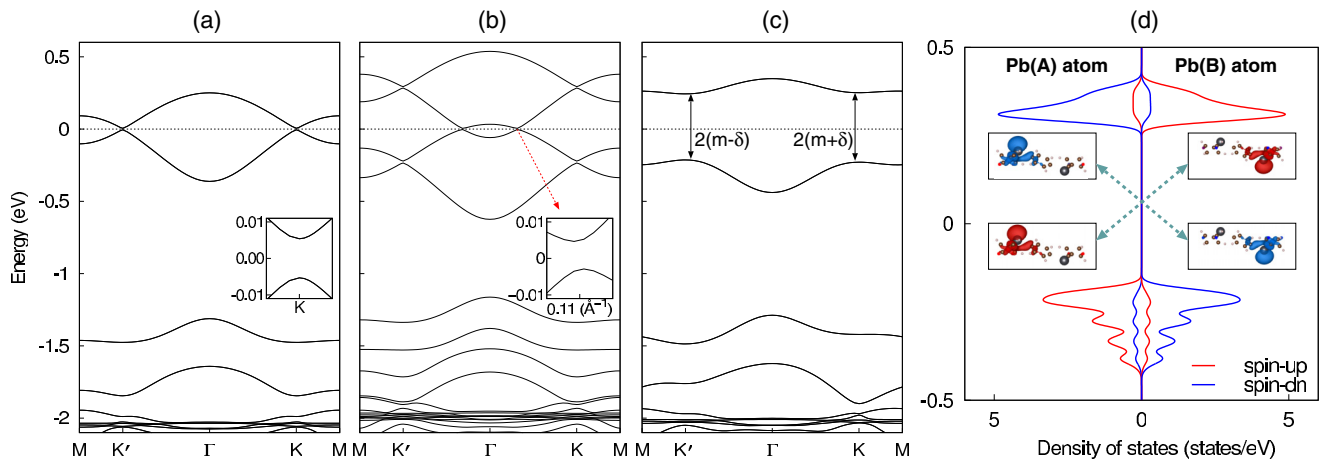 (a)
(b)
(c)
(d)
Energy (eV)
0.5
0
-0.5
-1
-1.5
-2
0.01
0.00
-0.01
K
M K′ Γ K M
0.01
0
-0.01
0.11 (Å⁻¹)
M K′ Γ K M
2(m-δ)
2(m+δ)
M K′ Γ K M
0.5
0
-0.5
Pb(A) atom
Pb(B) atom
spin-up
spin-dn
5 0 5
Density of states (states/eV)